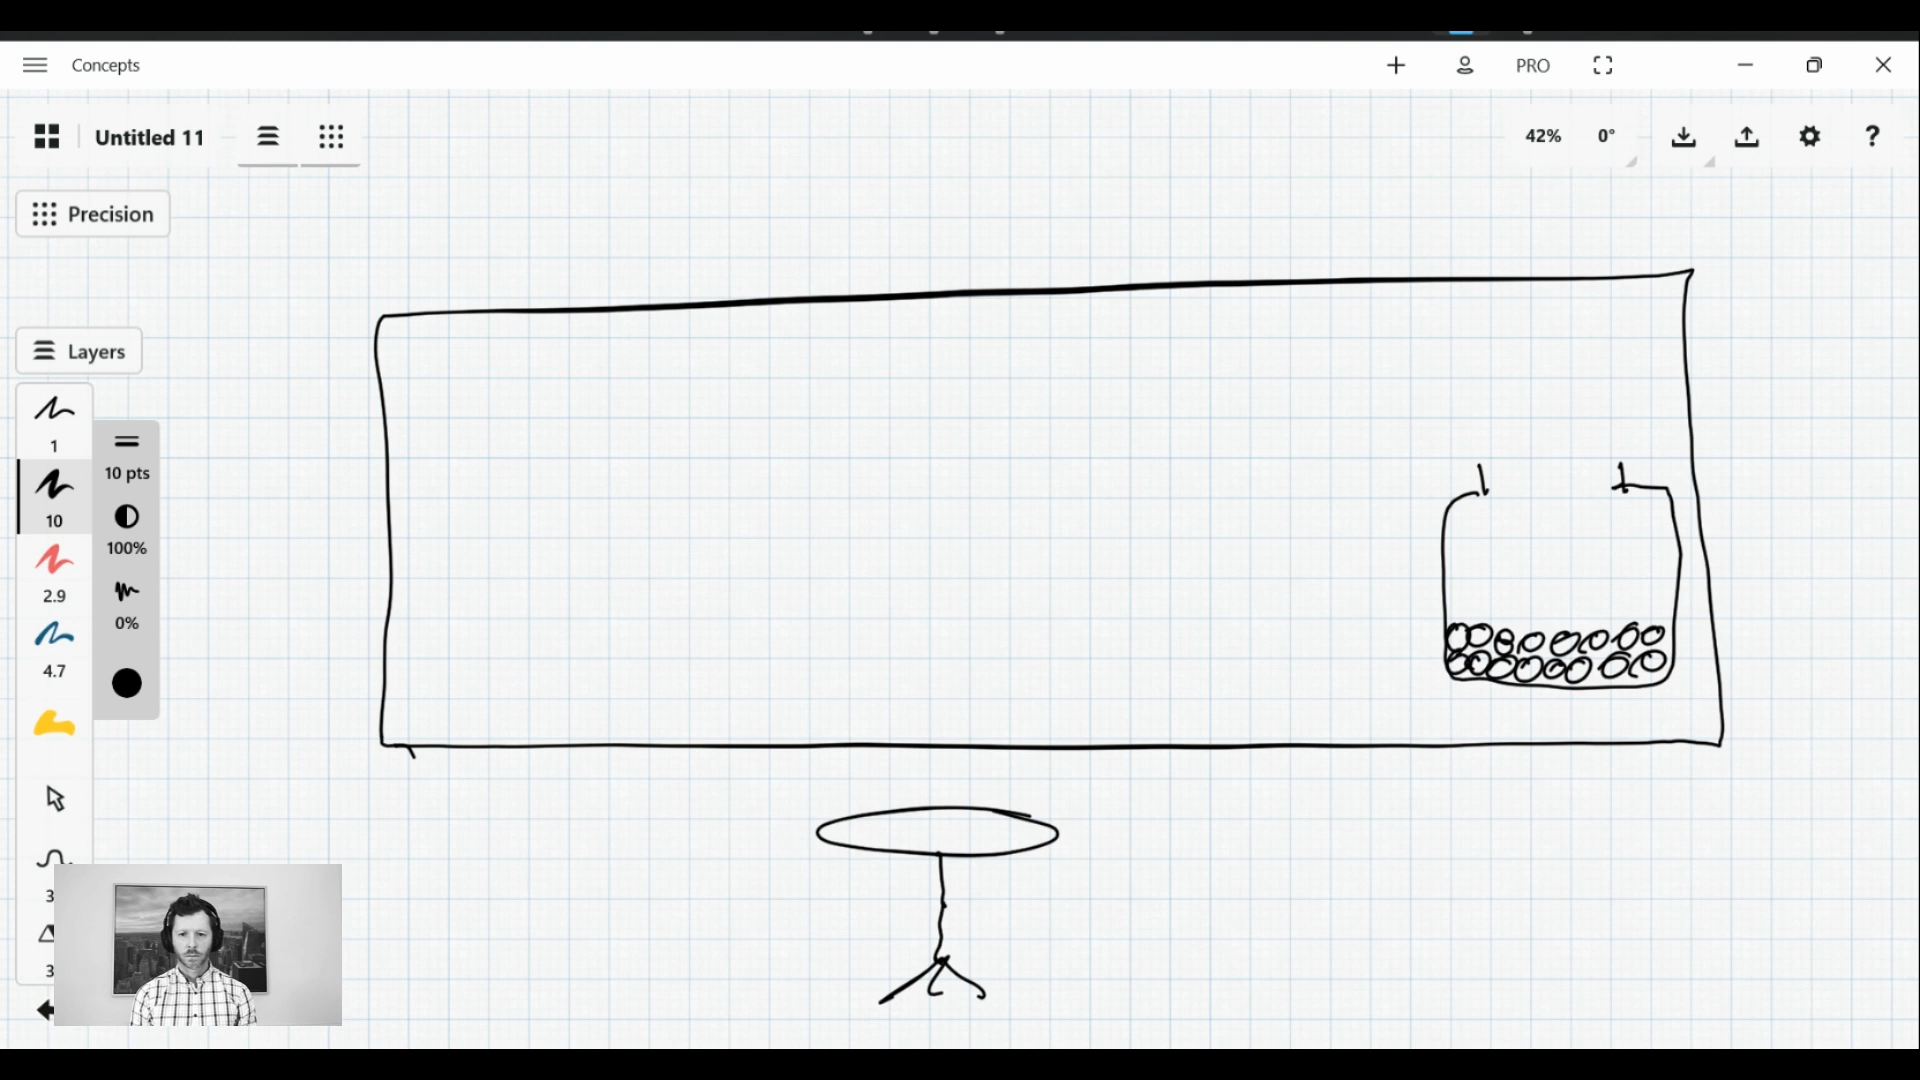 Concepts
PRO
Untitled 11
42%
0°
?
Precision
Layers
1
10 pts
10
100%
2.9
0%
4.7
3
3